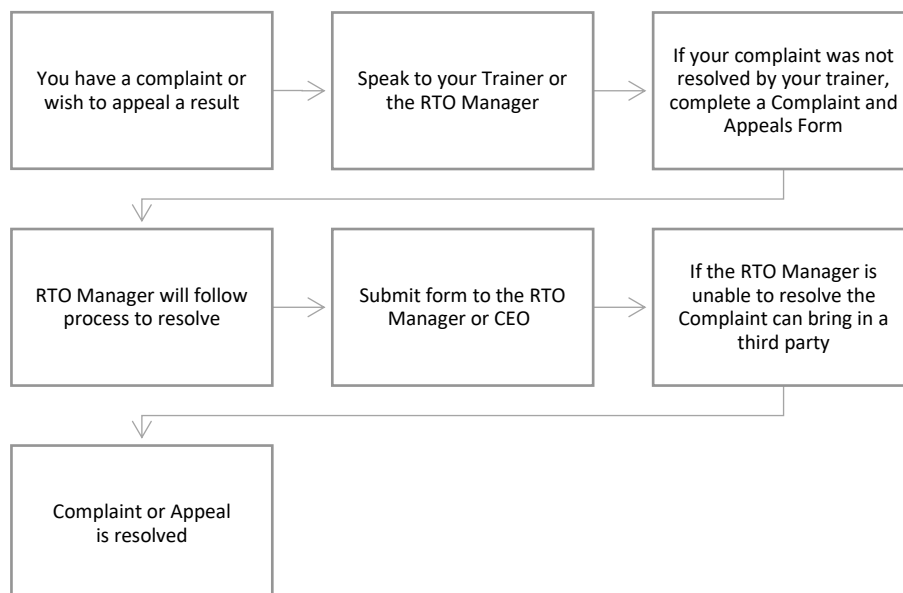 You have a complaint or
wish to appeal a result
Speak to your Trainer or
the RTO Manager
If your complaint was not
resolved by your trainer,
complete a Complaint and
Appeals Form
RTO Manager will follow
process to resolve
Submit form to the RTO
Manager or CEO
If the RTO Manager is
unable to resolve the
Complaint can bring in a
third party
Complaint or Appeal
is resolved